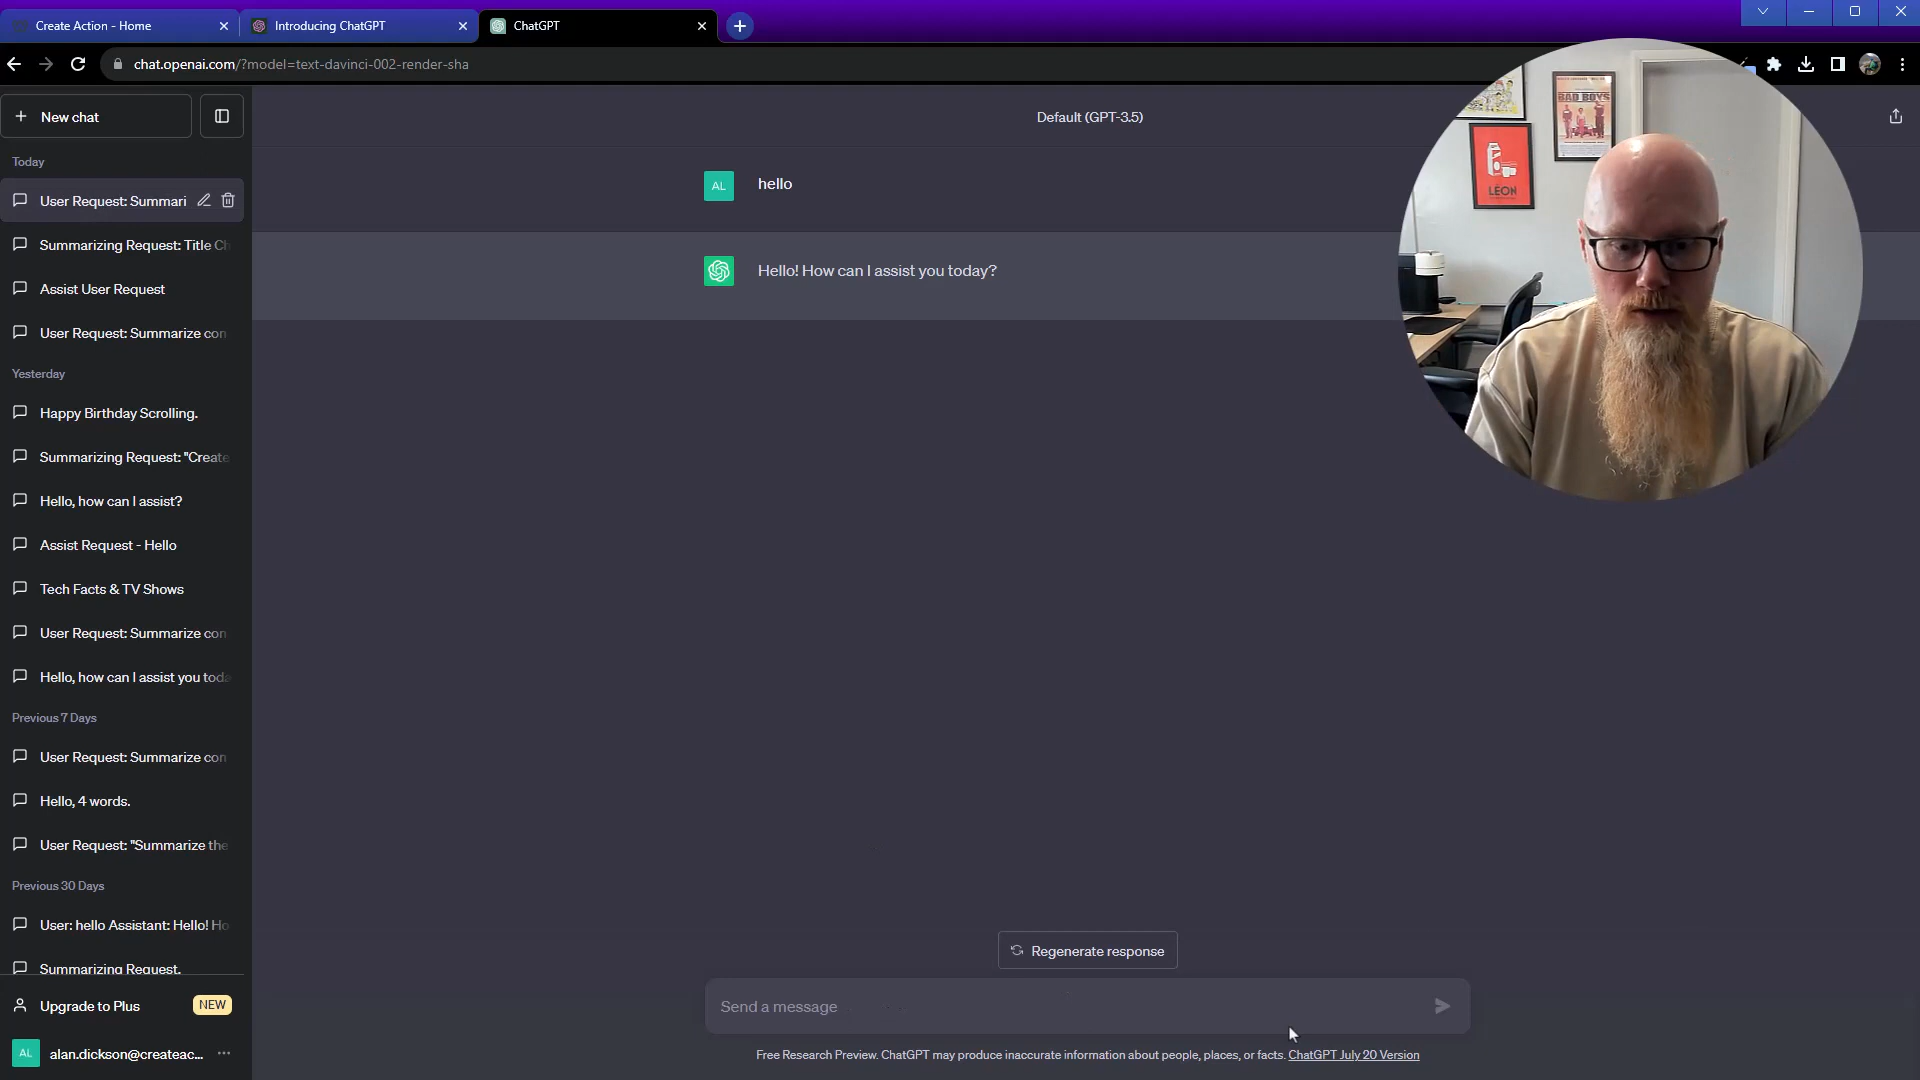 Create Action - Home
Introducing ChatGPT
ChatGPT
chat.openai.com/?model=text-davinci-002-render-sha
New chat
Default (GPT-3.5)
Today
User Request: Summari
Summarizing Request: Title Ch
Assist User Request
User Request: Summarize con
Yesterday
Happy Birthday Scrolling.
Summarizing Request: "Create
Hello, how can I assist?
Assist Request - Hello
Tech Facts & TV Shows
User Request: Summarize con
Hello, how can I assist you toda
Previous 7 Days
User Request: Summarize con
Hello, 4 words.
User Request: "Summarize the
Previous 30 Days
User: hello Assistant: Hello! Ho
Summarizing Request.
Upgrade to Plus
NEW
AL
alan.dickson@createac...
AL
hello
Hello! How can I assist you today?
BAD BOYS
LÉON
Regenerate response
Send a message
Free Research Preview. ChatGPT may produce inaccurate information about people, places, or facts. ChatGPT July 20 Version